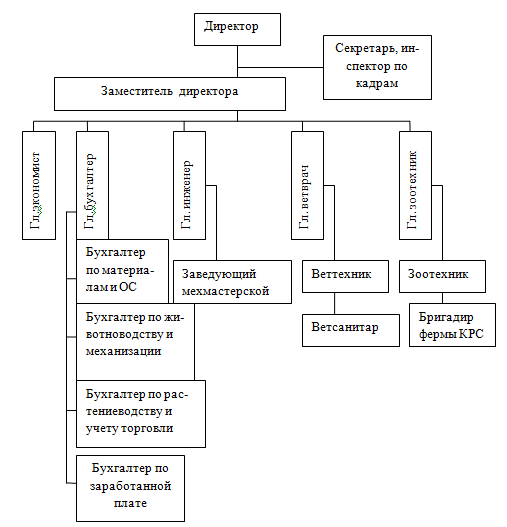 Директор
Секретарь, ин-
спектор по
кадрам
Заместитель директора
Гл.экономист
Гл.бухгалтер
Гл. инженер
Гл. ветврач
Гл. зоотехник
Бухгалтер
по материа-
лам и ОС
Заведующий
мехмастерской
Веттехник
Зоотехник
Бухгалтер по жи-
вотноводству и
механизации
Ветсанитар
Бригадир
фермы КРС
Бухгалтер по рас-
тениеводству и
учету торговли
Бухгалтер по
заработанной
плате